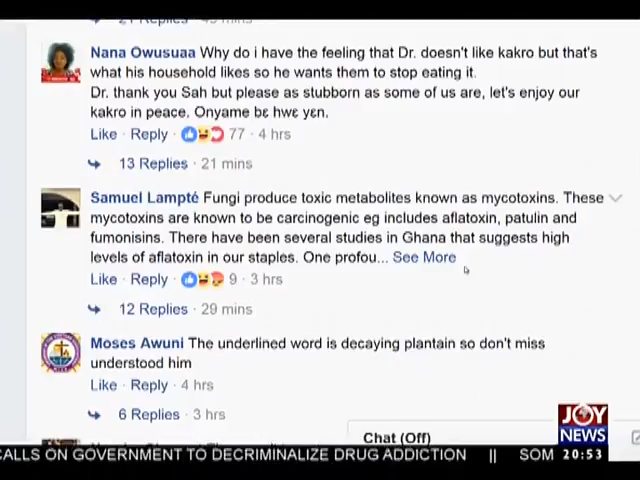 21 Replies
Nana Owusuaa Why do i have the feeling that Dr. doesn't like kakro but that's
what his household likes so he wants them to stop eating it.
Dr. thank you Sah but please as stubborn as some of us are, let's enjoy our
kakro in peace. Onyame bɛ hwɛ yɛn.
Like · Reply · 77 · 4 hrs
13 Replies · 21 mins
Samuel Lampté Fungi produce toxic metabolites known as mycotoxins. These
mycotoxins are known to be carcinogenic eg includes aflatoxin, patulin and
fumonisins. There have been several studies in Ghana that suggests high
levels of aflatoxin in our staples. One profou... See More
Like · Reply · 9 · 3 hrs
12 Replies · 29 mins
Moses Awuni The underlined word is decaying plantain so don't miss
understood him
Like · Reply · 4 hrs
6 Replies · 3 hrs
Chat (Off)
JOY
NEWS
CALLS ON GOVERNMENT TO DECRIMINALIZE DRUG ADDICTION || SOM 20:53